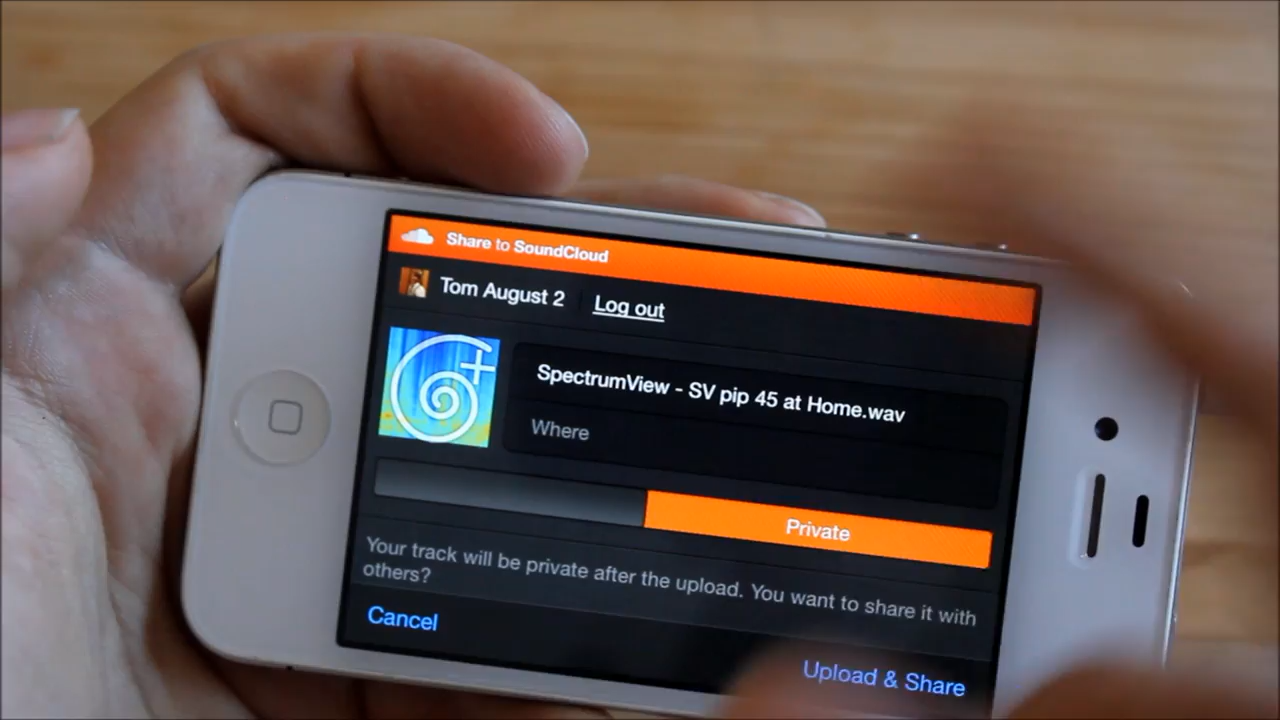 Share to SoundCloud
Tom August 2 Log out
SpectrumView - SV pip 45 at Home.wav
Where
Private
Your track will be private after the upload. You want to share it with
others?
Cancel
Upload & Share